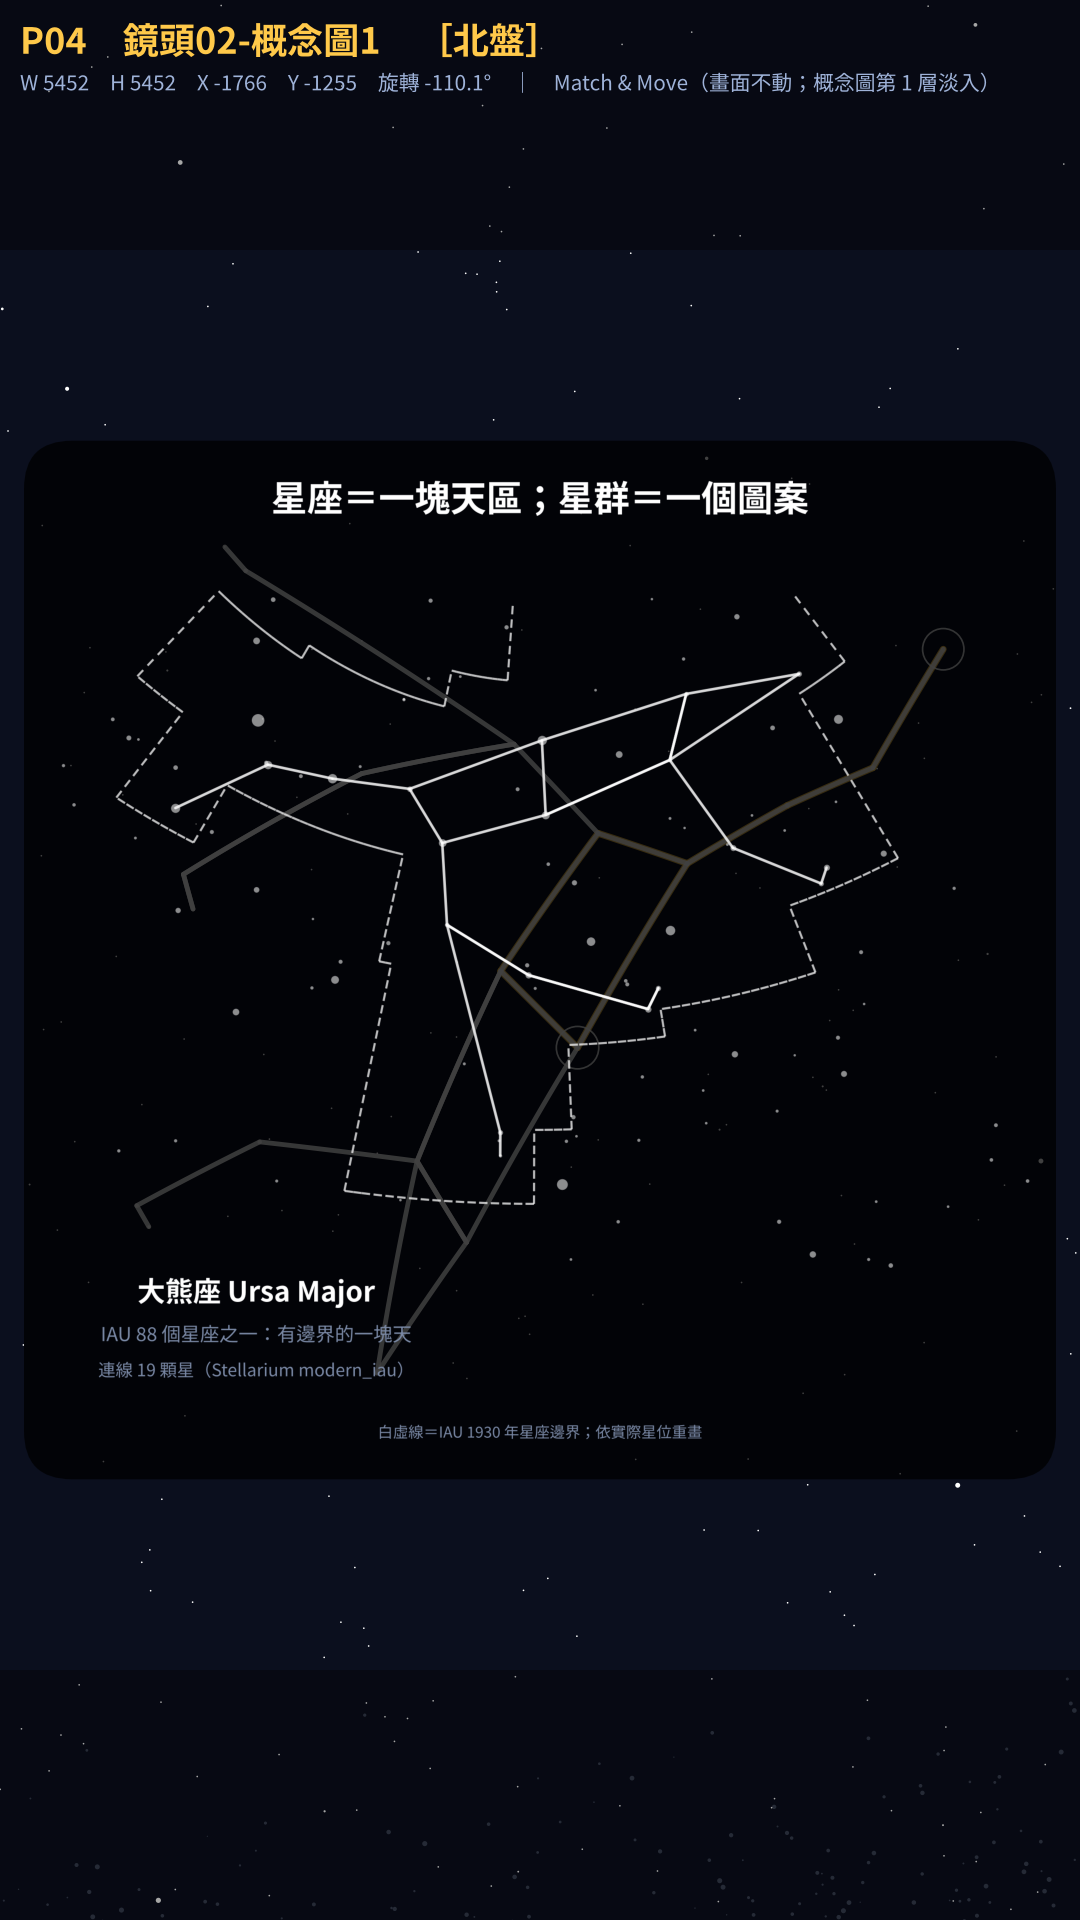 P04　鏡頭02-概念圖1　［北盤］
W 5452　H 5452　X -1766　Y -1255　旋轉 -110.1°　｜　Match & Move（畫面不動；概念圖第 1 層淡入）
星座＝一塊天區；星群＝一個圖案
大熊座 Ursa Major
IAU 88 個星座之一：有邊界的一塊天
連線 19 顆星（Stellarium modern_iau）
白虛線＝IAU 1930 年星座邊界；依實際星位重畫